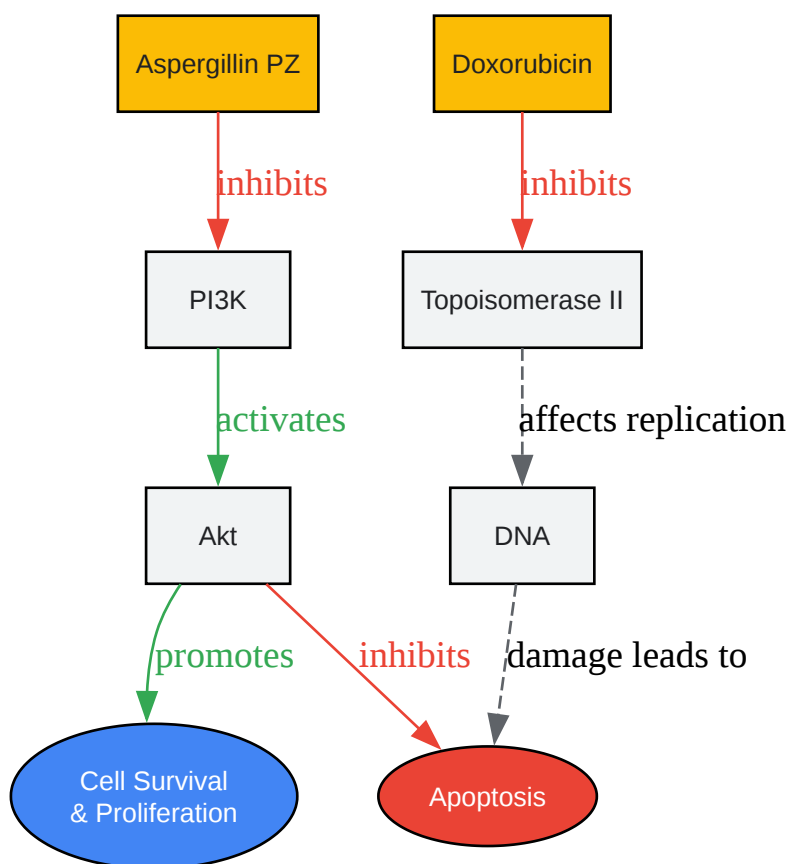 Aspergillin PZ
Doxorubicin
inhibits
inhibits
PI3K
Topoisomerase II
activates
affects replication
Akt
DNA
promotes
inhibits
damage leads to
Cell Survival
& Proliferation
Apoptosis